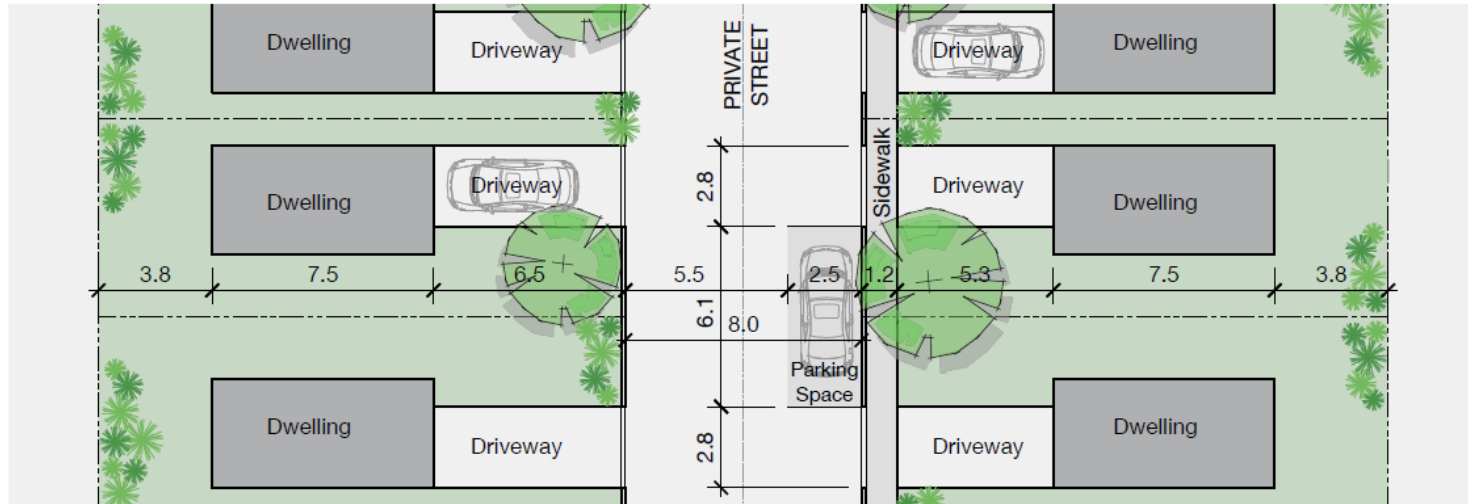 Dwelling
Driveway
PRIVATE
STREET
Driveway
Dwelling
Dwelling
Driveway
2.8
Sidewalk
Driveway
Dwelling
3.8
7.5
6.5
5.5
2.5
1.2
5.3
7.5
3.8
6.1
8.0
Parking
Space
Dwelling
Driveway
2.8
Driveway
Dwelling